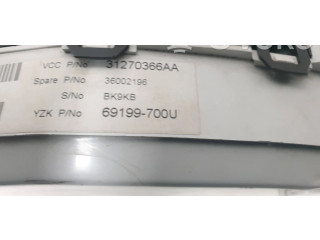 VCC P/No 31270366AA
Spare P/No 36002196
S/No BK9KB
YZK P/No 69199-700U